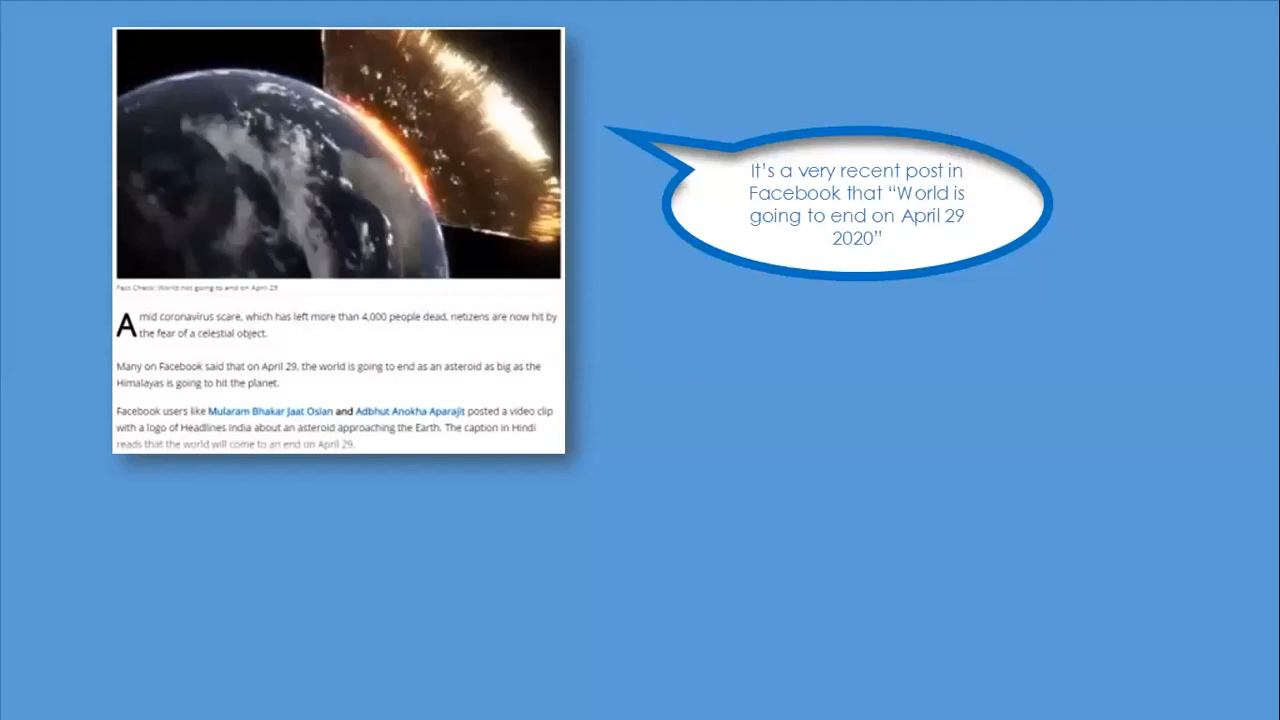 Fact Check: World not going to end on April 29
Amid coronavirus scare, which has left more than 4,000 people dead, netizens are now hit by
the fear of a celestial object.
Many on Facebook said that on April 29, the world is going to end as an asteroid as big as the
Himalayas is going to hit the planet.
Facebook users like Mularam Bhakar Jaat Osian and Adbhut Anokha Aparajit posted a video clip
with a logo of Headlines India about an asteroid approaching the Earth. The caption in Hindi
reads that the world will come to an end on April 29.
It's a very recent post in
Facebook that “World is
going to end on April 29
2020”